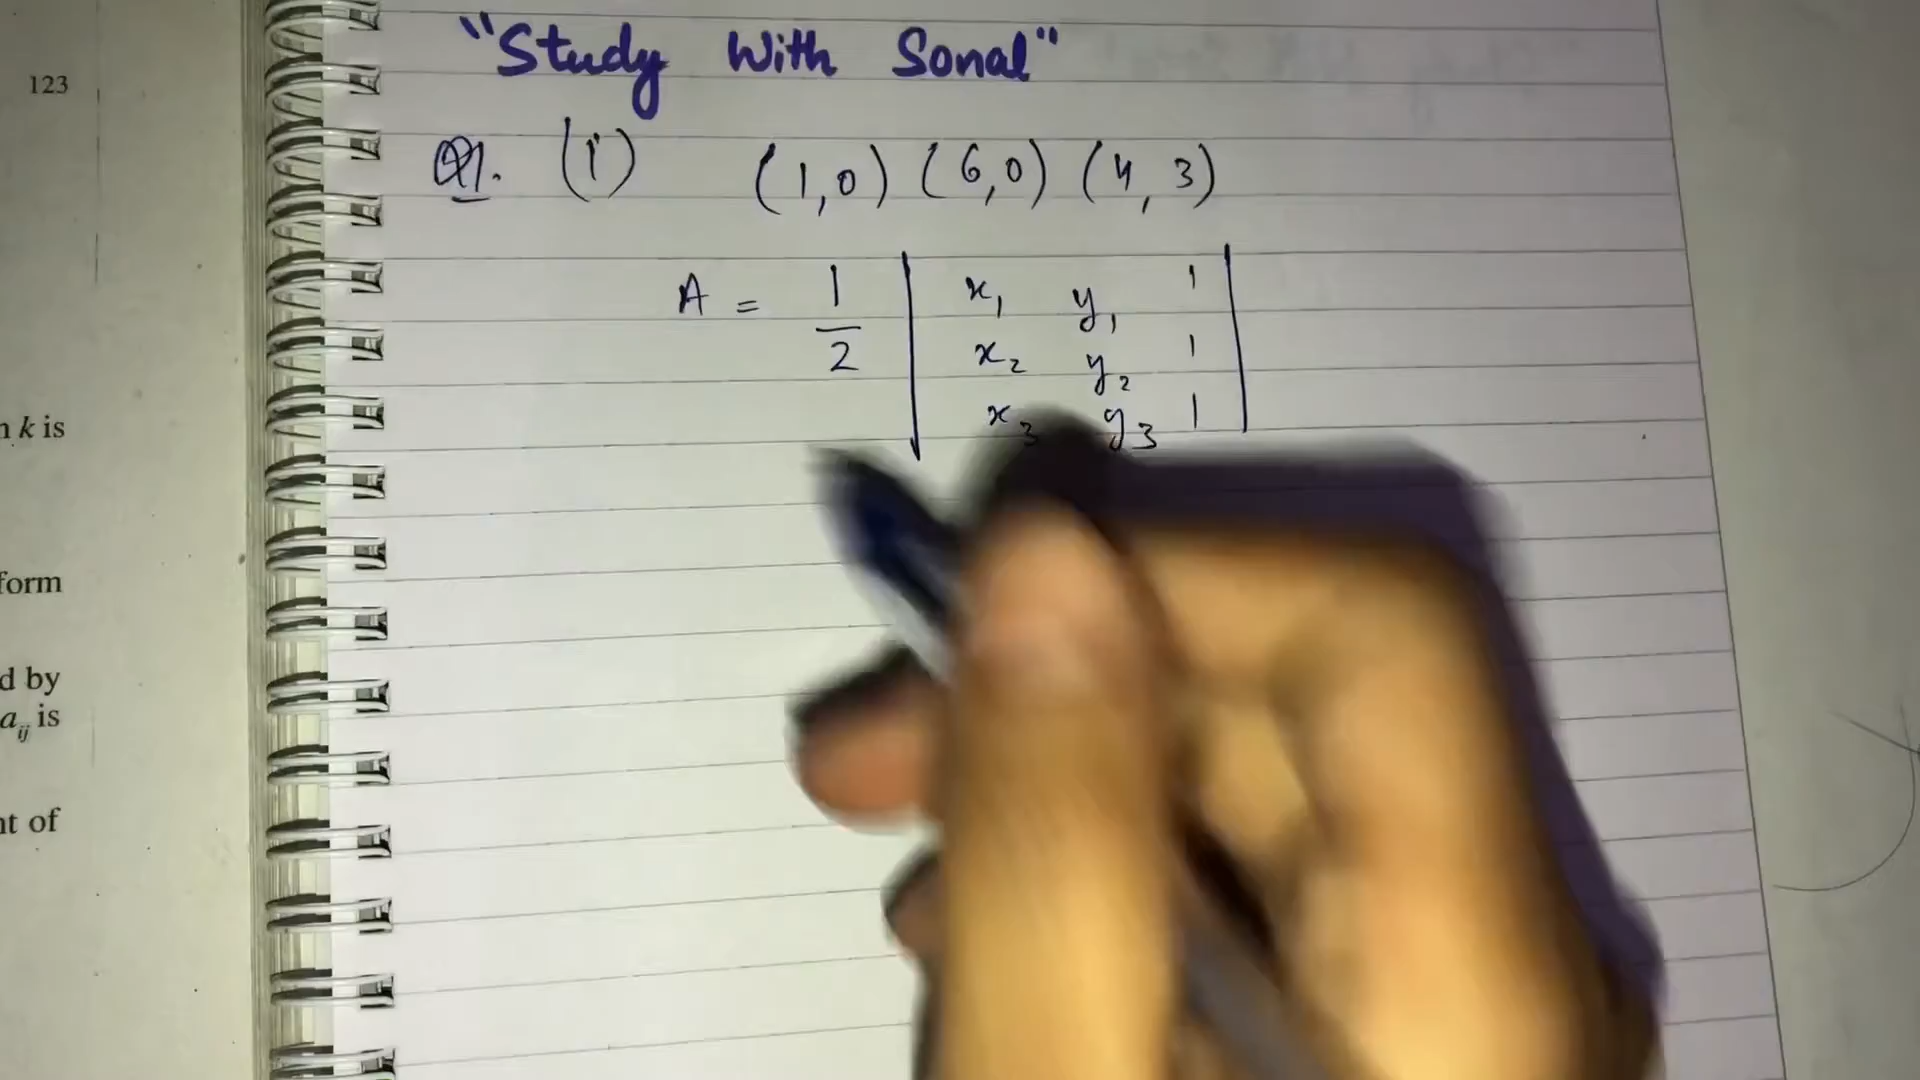 123
k is
form
d by
aij is
of
"Study With Sonal"
Q1. (i) (1,0) (6,0) (4,3)
A = 1/2 | x1 y1 1 |
| x2 y2 1 |
| x3 y3 1 |